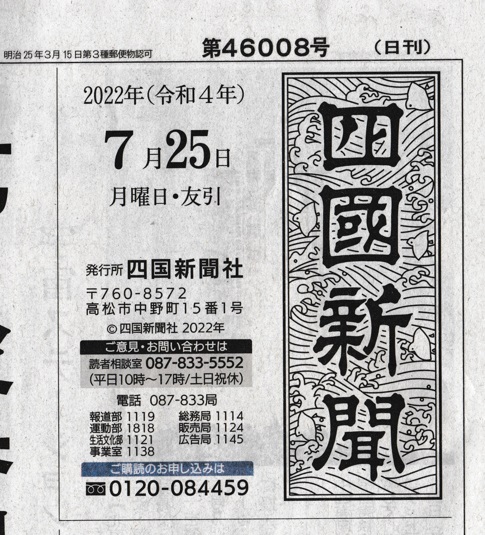 明治25年3月15日第3種郵便物認可
第46008号
（日刊）
2022年（令和4年）
7月25日
月曜日・友引
発行所 四国新聞社
〒760-8572
高松市中野町15番1号
©四国新聞社 2022年
ご意見・お問い合わせは
読者相談室 087-833-5552
（平日10時～17時/土日祝休）
電話 087-833局
報道部 1119 総務局 1114
運動部 1818 販売局 1124
生活文化部 1121 広告局 1145
事業室 1138
ご購読のお申し込みは
0120-084459
四國新聞